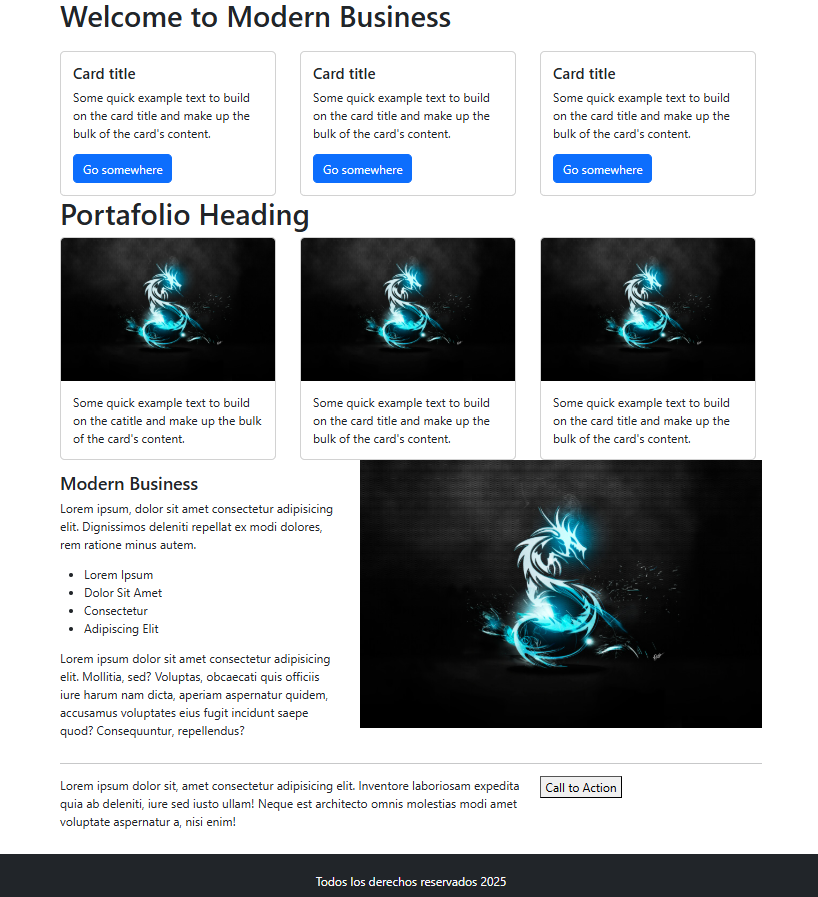 Welcome to Modern Business
Card title
Some quick example text to build
on the card title and make up the
bulk of the card's content.
Go somewhere
Card title
Some quick example text to build
on the card title and make up the
bulk of the card's content.
Go somewhere
Card title
Some quick example text to build
on the card title and make up the
bulk of the card's content.
Go somewhere
Portafolio Heading
Some quick example text to build
on the catitle and make up the bulk
of the card's content.
Some quick example text to build
on the card title and make up the
bulk of the card's content.
Some quick example text to build
on the card title and make up the
bulk of the card's content.
Modern Business
Lorem ipsum, dolor sit amet consectetur adipisicing
elit. Dignissimos deleniti repellat ex modi dolores,
rem ratione minus autem.
Lorem Ipsum
Dolor Sit Amet
Consectetur
Adipiscing Elit
Lorem ipsum dolor sit amet consectetur adipisicing
elit. Mollitia, sed? Voluptas, obcaecati quis officiis
iure harum nam dicta, aperiam aspernatur quidem,
accusamus voluptates eius fugit incidunt saepe
quod? Consequuntur, repellendus?
Lorem ipsum dolor sit, amet consectetur adipisicing elit. Inventore laboriosam expedita
quia ab deleniti, iure sed iusto ullam! Neque est architecto omnis molestias modi amet
voluptate aspernatur a, nisi enim!
Call to Action
Todos los derechos reservados 2025